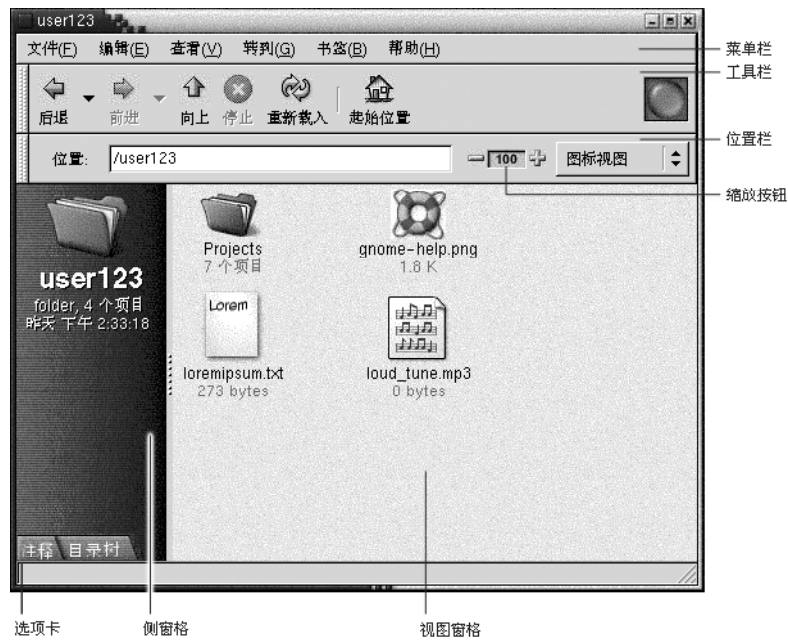 user123
文件(F) 编辑(E) 查看(V) 转到(G) 书签(B) 帮助(H)
菜单栏
工具栏
后退 前进 向上 停止 重新载入 起始位置
位置栏
位置: /user123 100 图标视图
缩放按钮
user123
folder, 4 个项目
昨天 下午 2:33:18
Projects
7 个项目
gnome-help.png
1.8 K
Lorem
loremipsum.txt
273 bytes
loud_tune.mp3
0 bytes
注释 目录树
选项卡 侧窗格 视图窗格